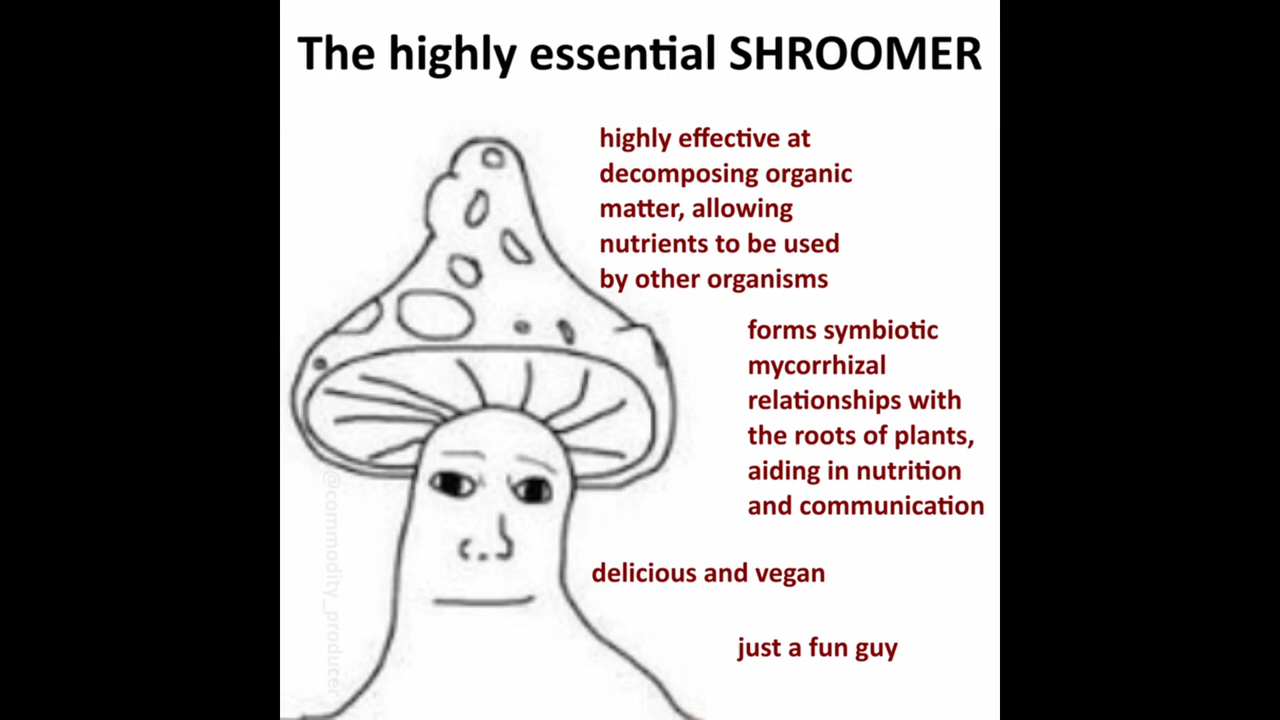 The highly essential SHROOMER
highly effective at
decomposing organic
matter, allowing
nutrients to be used
by other organisms
forms symbiotic
mycorrhizal
relationships with
the roots of plants,
aiding in nutrition
and communication
delicious and vegan
just a fun guy
@commodity_producer